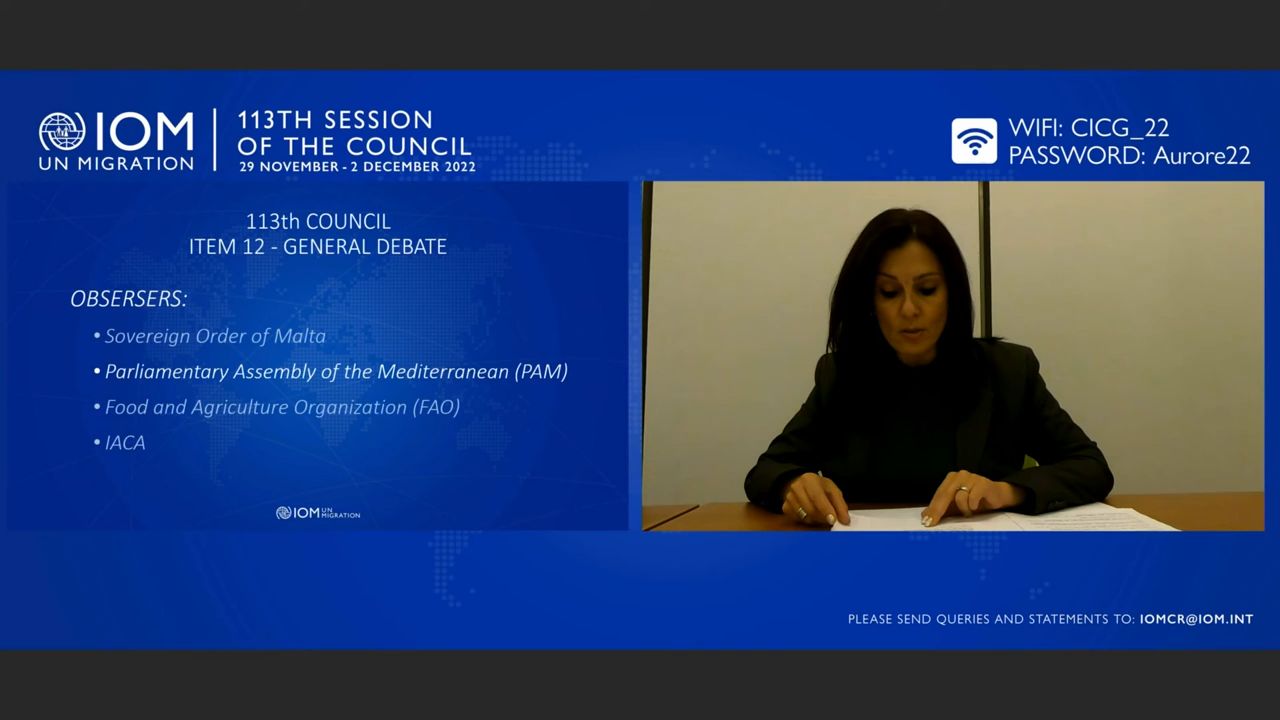 IOM
UN MIGRATION
113TH SESSION
OF THE COUNCIL
29 NOVEMBER - 2 DECEMBER 2022
WIFI: CICG_22
PASSWORD: Aurore22
113th COUNCIL
ITEM 12 - GENERAL DEBATE
OBSERSERS:
• Sovereign Order of Malta
• Parliamentary Assembly of the Mediterranean (PAM)
• Food and Agriculture Organization (FAO)
• IACA
IOM UN MIGRATION
PLEASE SEND QUERIES AND STATEMENTS TO: IOMCR@IOM.INT